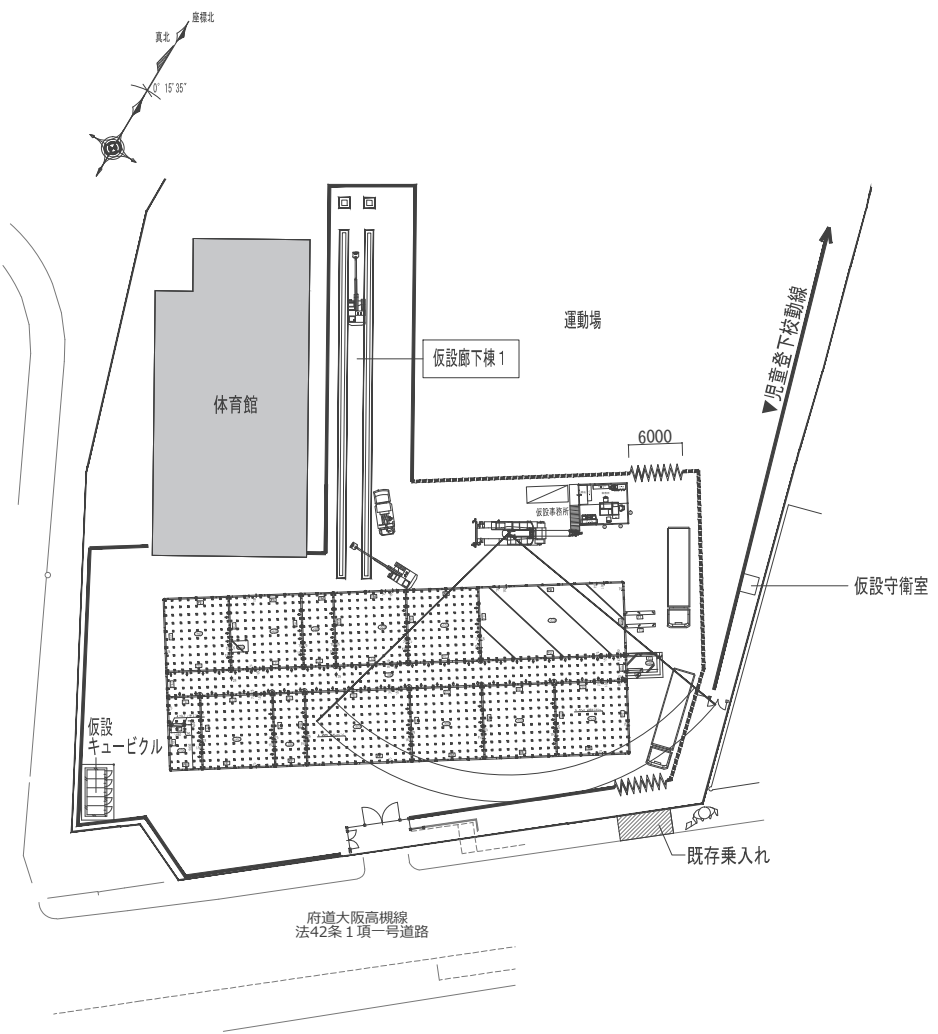 座標北
真北
0° 15'35"
運動場
仮設廊下棟1
体育館
▼児童登下校動線
6000
仮設事務所
仮設守衛室
仮設
キュービクル
既存乗入れ
府道大阪高槻線
法42条1項一号道路